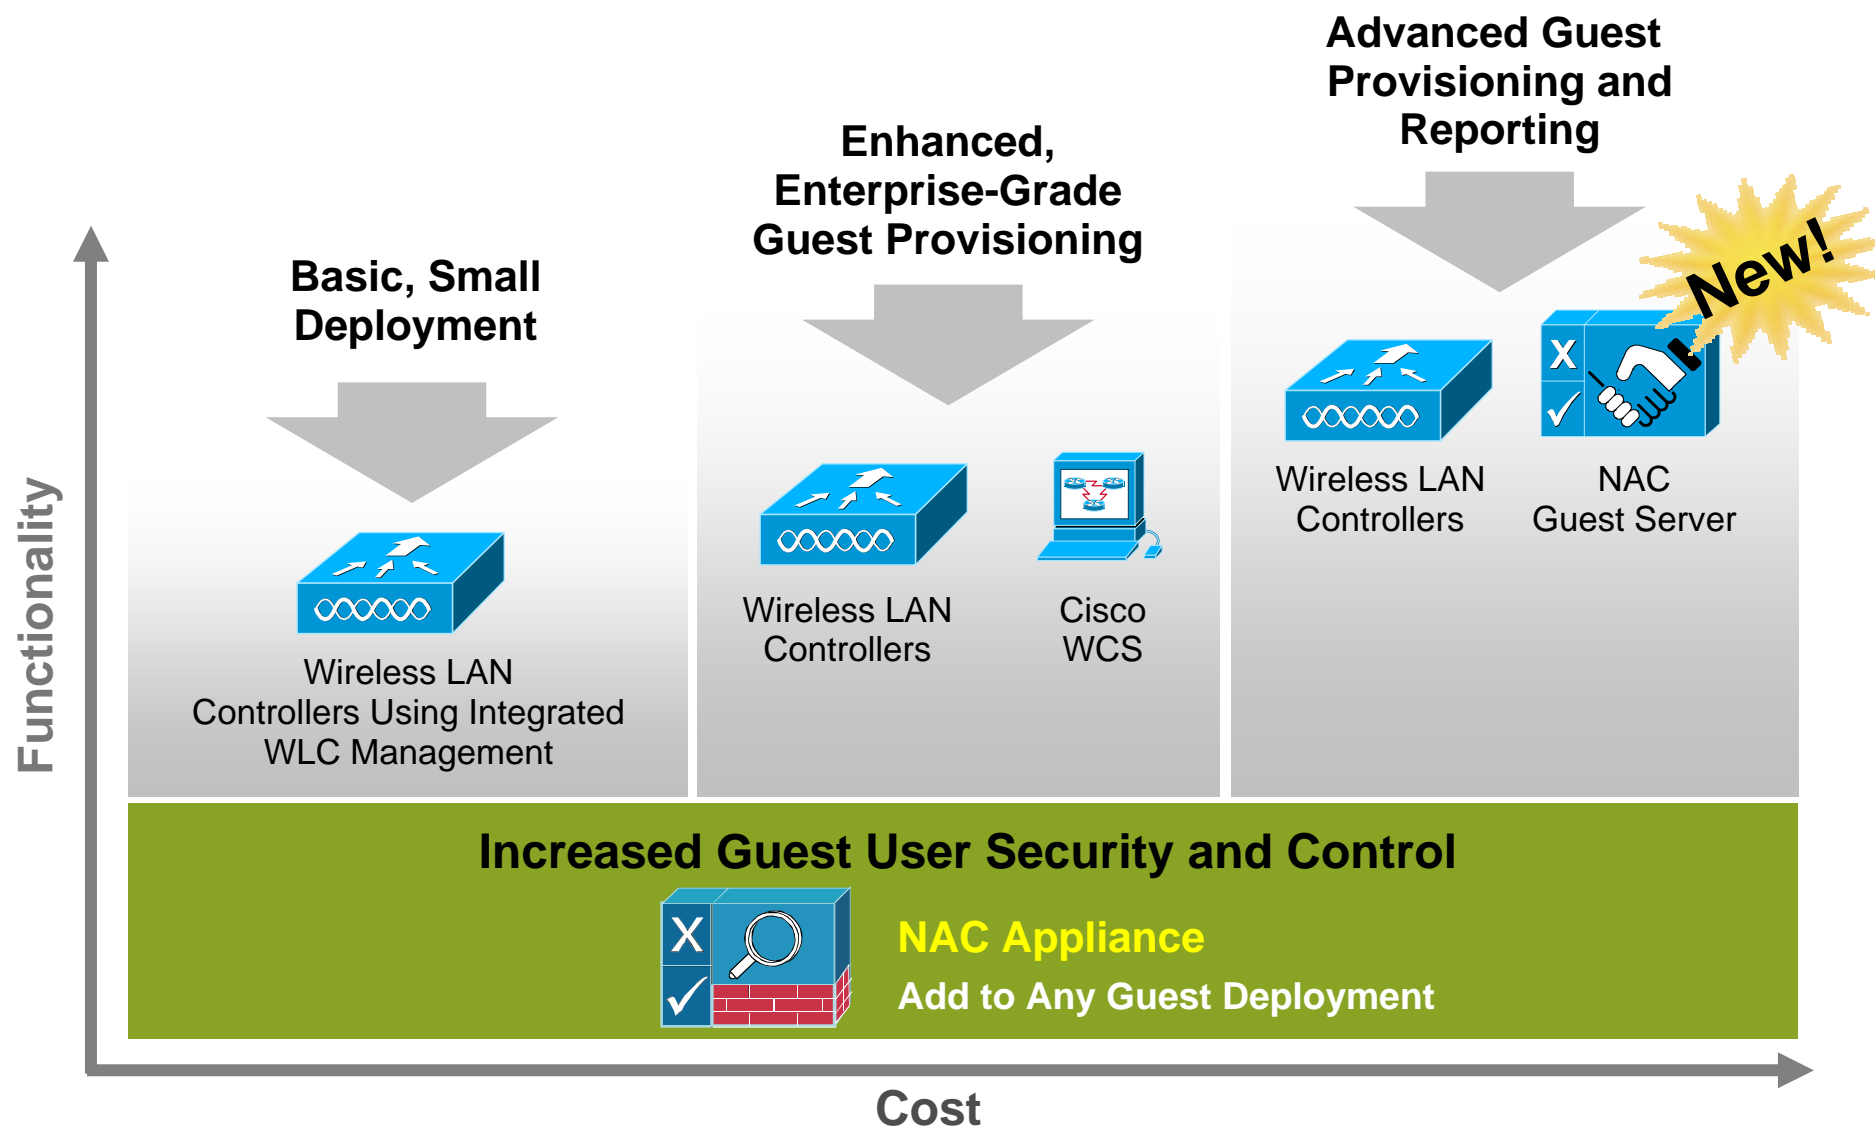 Advanced Guest
Provisioning and
Reporting
Enhanced,
Enterprise-Grade
Guest Provisioning
Basic, Small
Deployment
New!
X
Wireless LAN
Controllers
NAC
Guest Server
Wireless LAN
Controllers
Cisco
WCS
Wireless LAN
Controllers Using Integrated
WLC Management
Functionality
Increased Guest User Security and Control
X
NAC Appliance
Add to Any Guest Deployment
Cost